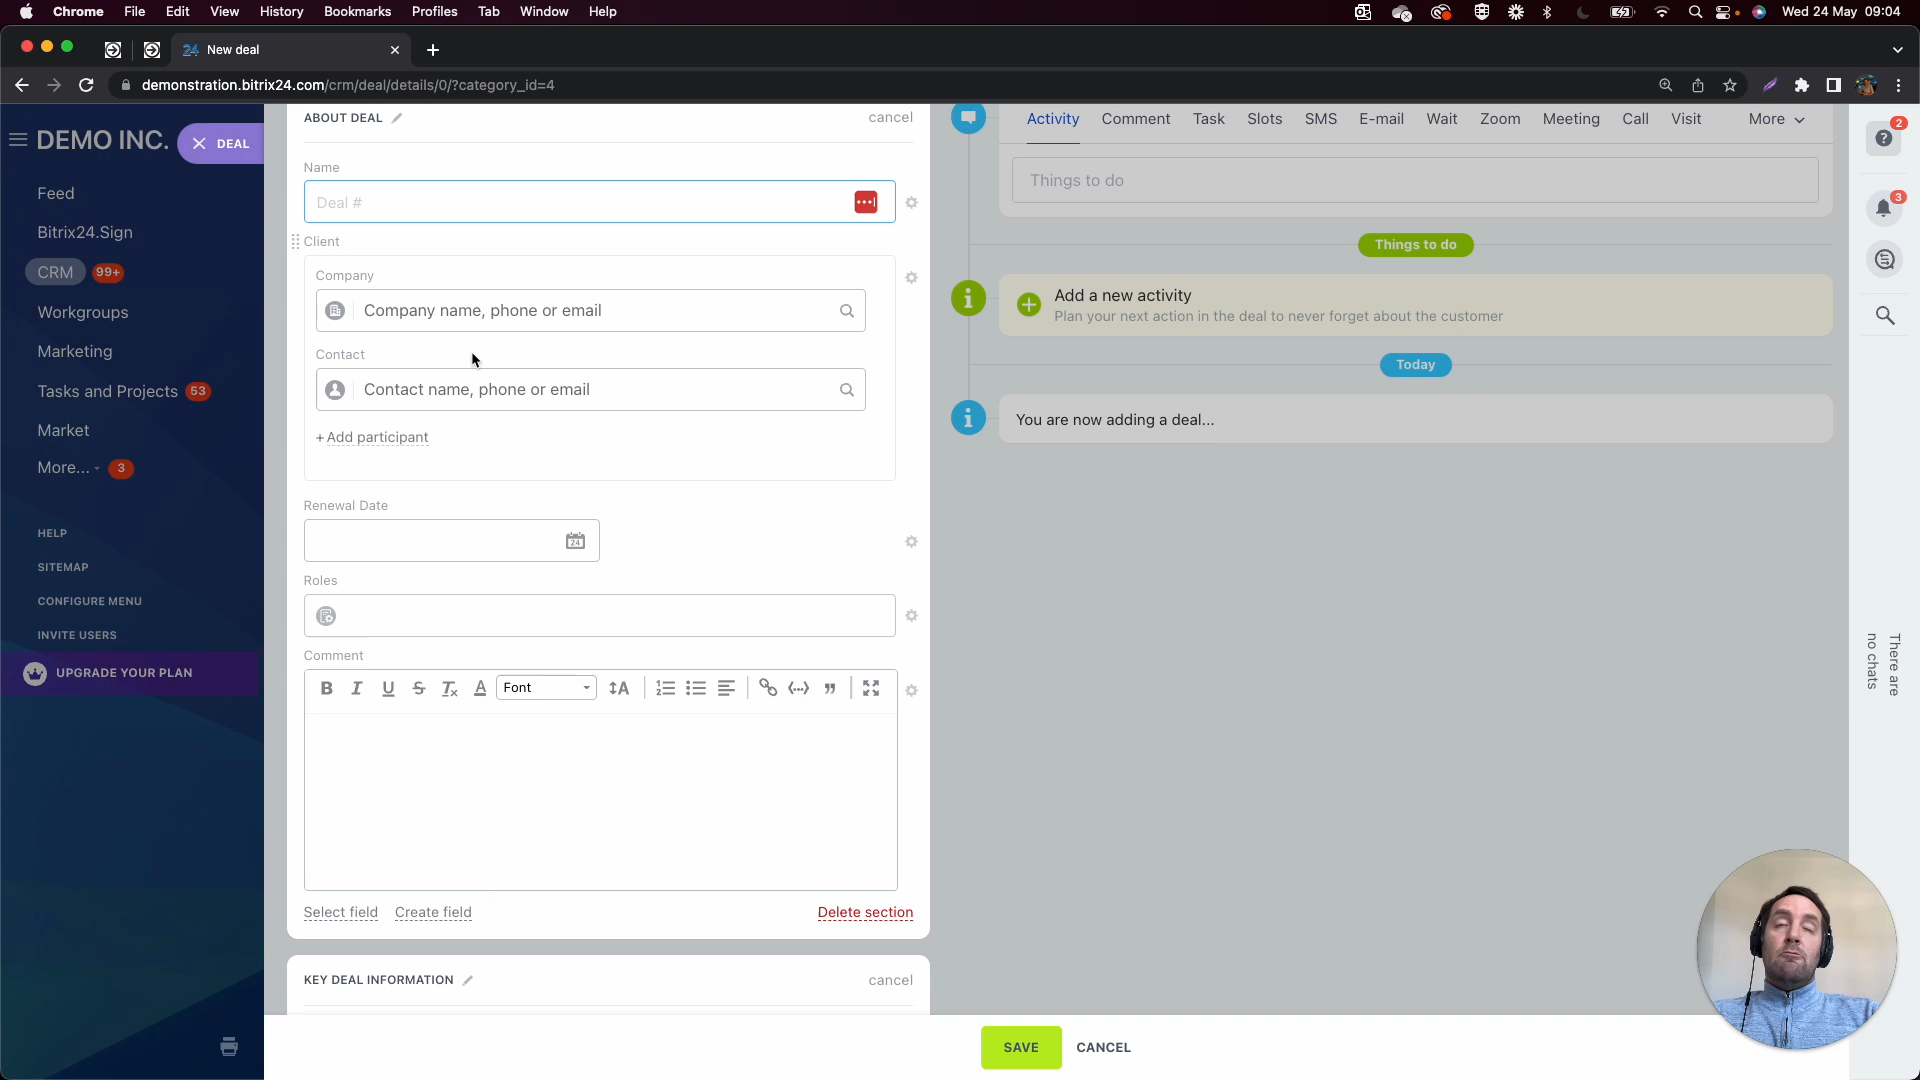 Chrome File Edit View History Bookmarks Profiles Tab Window Help Wed 24 May 09:04
24 New deal
demonstration.bitrix24.com/crm/deal/details/0/?category_id=4
DEMO INC.
DEAL
Feed
Bitrix24.Sign
CRM 99+
Workgroups
Marketing
Tasks and Projects 53
Market
More... 3
HELP
SITEMAP
CONFIGURE MENU
INVITE USERS
UPGRADE YOUR PLAN
ABOUT DEAL cancel
Name
Deal #
Client
Company
Company name, phone or email
Contact
Contact name, phone or email
+ Add participant
Renewal Date
24
Roles
Comment
B I U S Tx A Font A
Select field Create field Delete section
KEY DEAL INFORMATION cancel
SAVE CANCEL
Activity Comment Task Slots SMS E-mail Wait Zoom Meeting Call Visit More
Things to do
Things to do
Add a new activity
Plan your next action in the deal to never forget about the customer
Today
You are now adding a deal...
2
3
There are
no chats